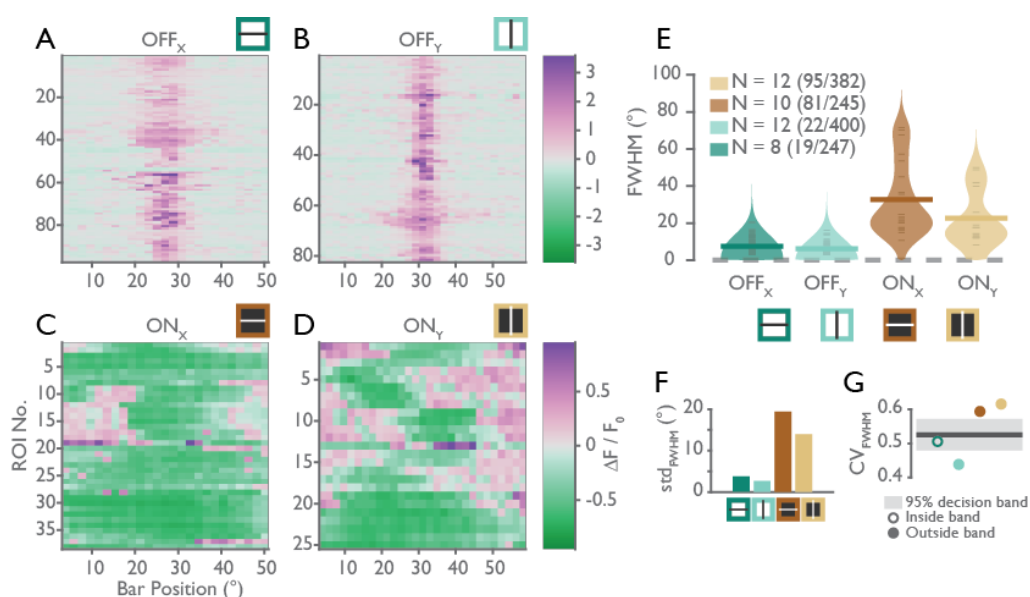 A
OFFX
B
OFFY
20
40
60
80
10
20
30
40
50
20
40
60
80
10
20
30
40
50
3
2
1
0
-1
-2
-3
C
ONX
D
ONY
ROI No.
5
10
15
20
25
30
35
10
20
30
40
50
Bar Position (°)
5
10
15
20
25
10
20
30
40
50
0.5
0
-0.5
ΔF / F0
E
FWHM (°)
100
80
60
40
20
0
N = 12 (95/382)
N = 10 (81/245)
N = 12 (22/400)
N = 8 (19/247)
OFFX
OFFY
ONX
ONY
F
stdFWHM (°)
20
10
0
G
CVFWHM
0.6
0.5
0.4
95% decision band
Inside band
Outside band